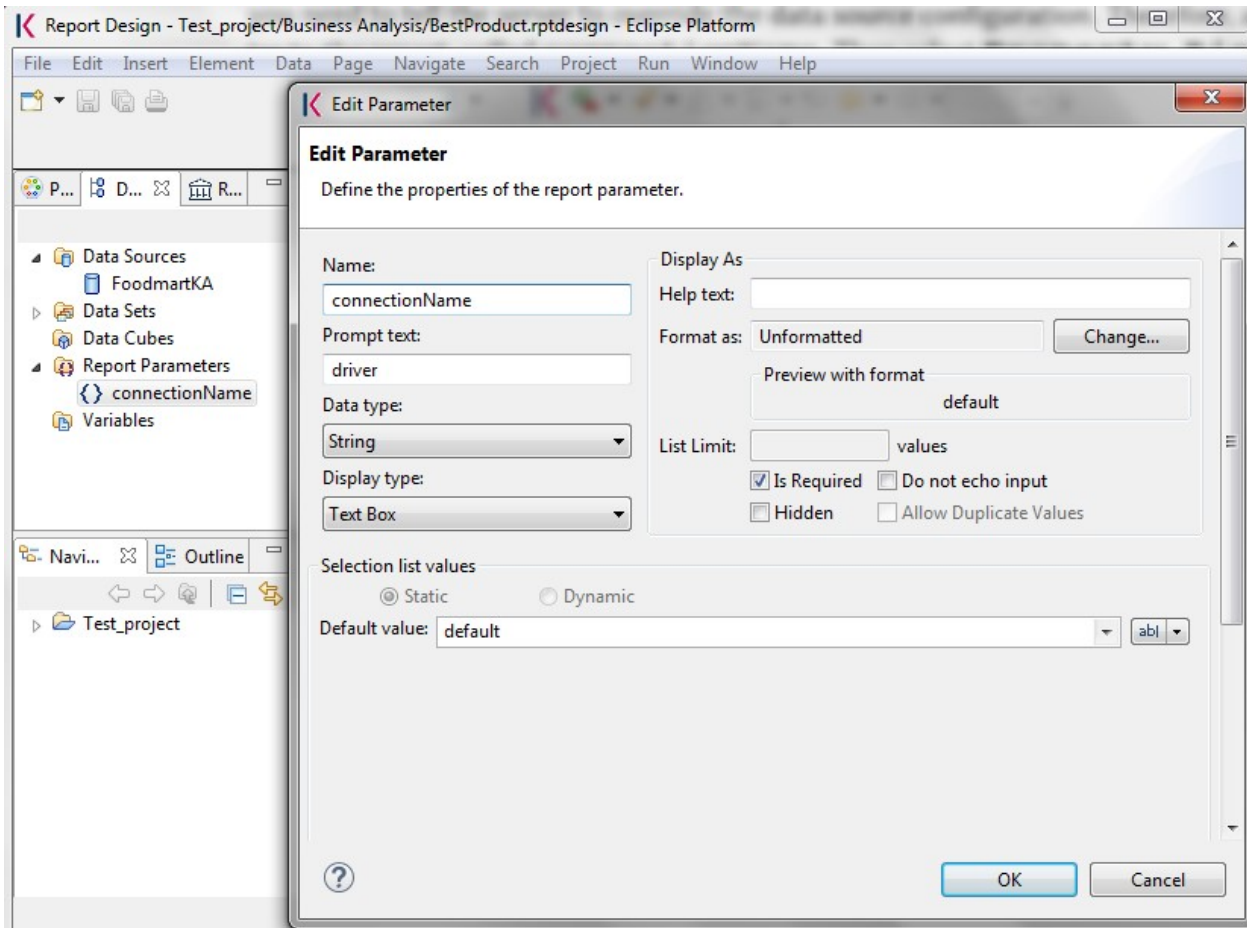 Report Design - Test_project/Business Analysis/BestProduct.rptdesign - Eclipse Platform
File Edit Insert Element Data Page Navigate Search Project Run Window Help
Edit Parameter
Edit Parameter
Define the properties of the report parameter.
P... D... R...
Data Sources
FoodmartKA
Data Sets
Data Cubes
Report Parameters
{} connectionName
Variables
Navi... Outline
Test_project
Name:
connectionName
Prompt text:
driver
Data type:
String
Display type:
Text Box
Display As
Help text:
Format as: Unformatted Change...
Preview with format
default
List Limit: values
Is Required Do not echo input
Hidden Allow Duplicate Values
Selection list values
Static Dynamic
Default value: default abl
?
OK Cancel